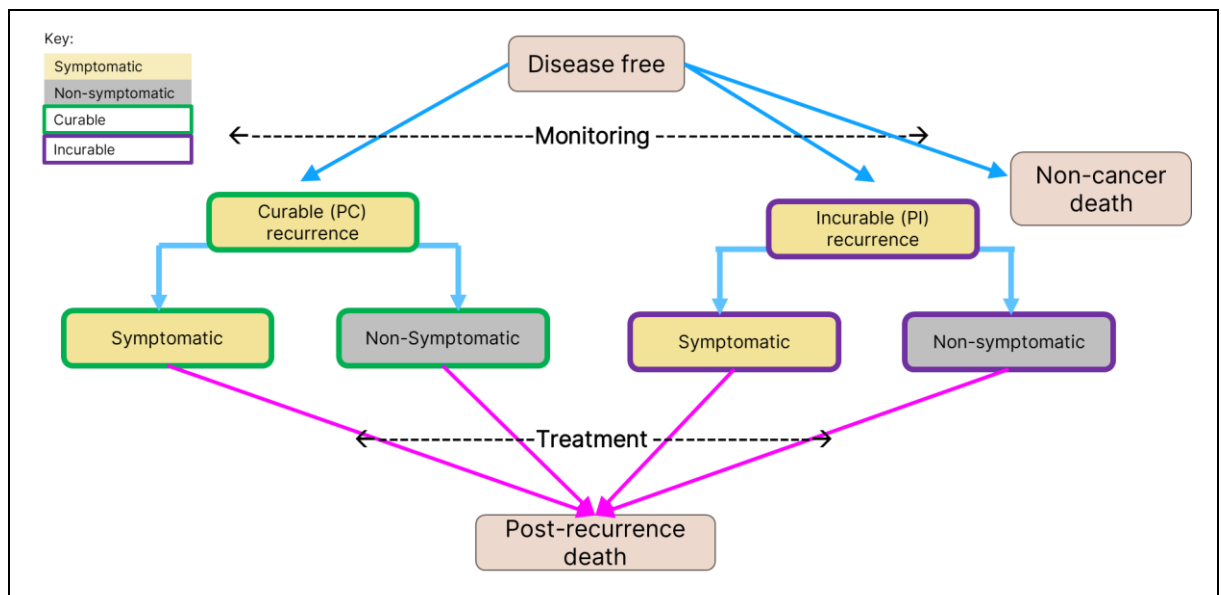 Key:
Symptomatic
Non-symptomatic
Curable
Incurable
Disease free
Monitoring
Non-cancer
death
Curable (PC)
recurrence
Incurable (PI)
recurrence
Symptomatic
Non-Symptomatic
Symptomatic
Non-symptomatic
Treatment
Post-recurrence
death